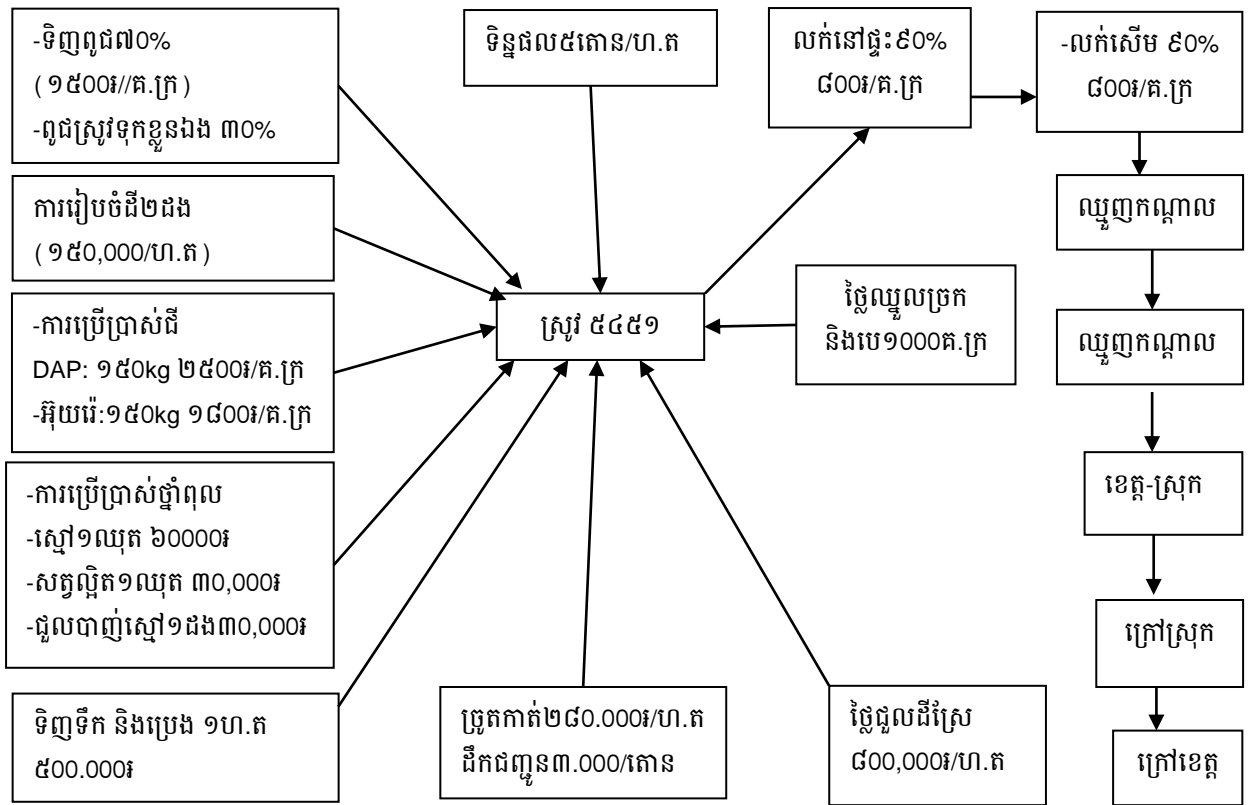 -ទិញពូជ៧0%
( ១៥00៛//គ.ក្រ )
-ពូជស្រូវទុកខ្លួនឯង ៣0%
ការរៀបចំដី២ដង
( ១៥0,000/ហ.ត )
-ការប្រើប្រាស់ជី
DAP: ១៥0kg ២៥00៛/គ.ក្រ
-អ៊ុយរ៉េ:១៥0kg ១៨00៛/គ.ក្រ
-ការប្រើប្រាស់ថ្នាំពុល
-ស្មៅ១ឈុត ៦0000៛
-សត្វល្អិត១ឈុត ៣0,000៛
-ជួលបាញ់ស្មៅ១ដង៣0,000៛
ទិញទឹក និងប្រេង ១ហ.ត
៥00.000៛
ទិន្នផល៥តោន/ហ.ត
ស្រូវ ៥៤៥១
ច្រូតកាត់២៨0.000៛/ហ.ត
ដឹកជញ្ជូន៣.000/តោន
លក់នៅផ្ទះ៩0%
៨00៛/គ.ក្រ
ថ្លៃឈ្នួលច្រក
និងបេ១000គ.ក្រ
ថ្លៃជួលដីស្រែ
៨00,000៛/ហ.ត
-លក់សើម ៩0%
៨00៛/គ.ក្រ
ឈ្មួញកណ្តាល
ឈ្មួញកណ្តាល
ខេត្ត-ស្រុក
ក្រៅស្រុក
ក្រៅខេត្ត